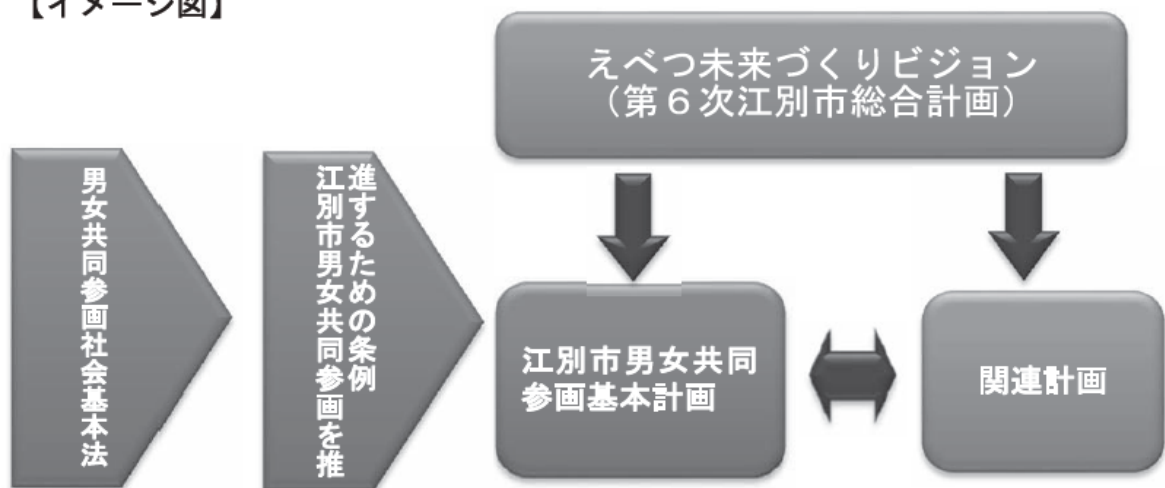 【イメージ図】
えべつ未来づくりビジョン
（第６次江別市総合計画）
男女共同参画社会基本法
江別市男女共同参画を推
進するための条例
江別市男女共同
参画基本計画
関連計画